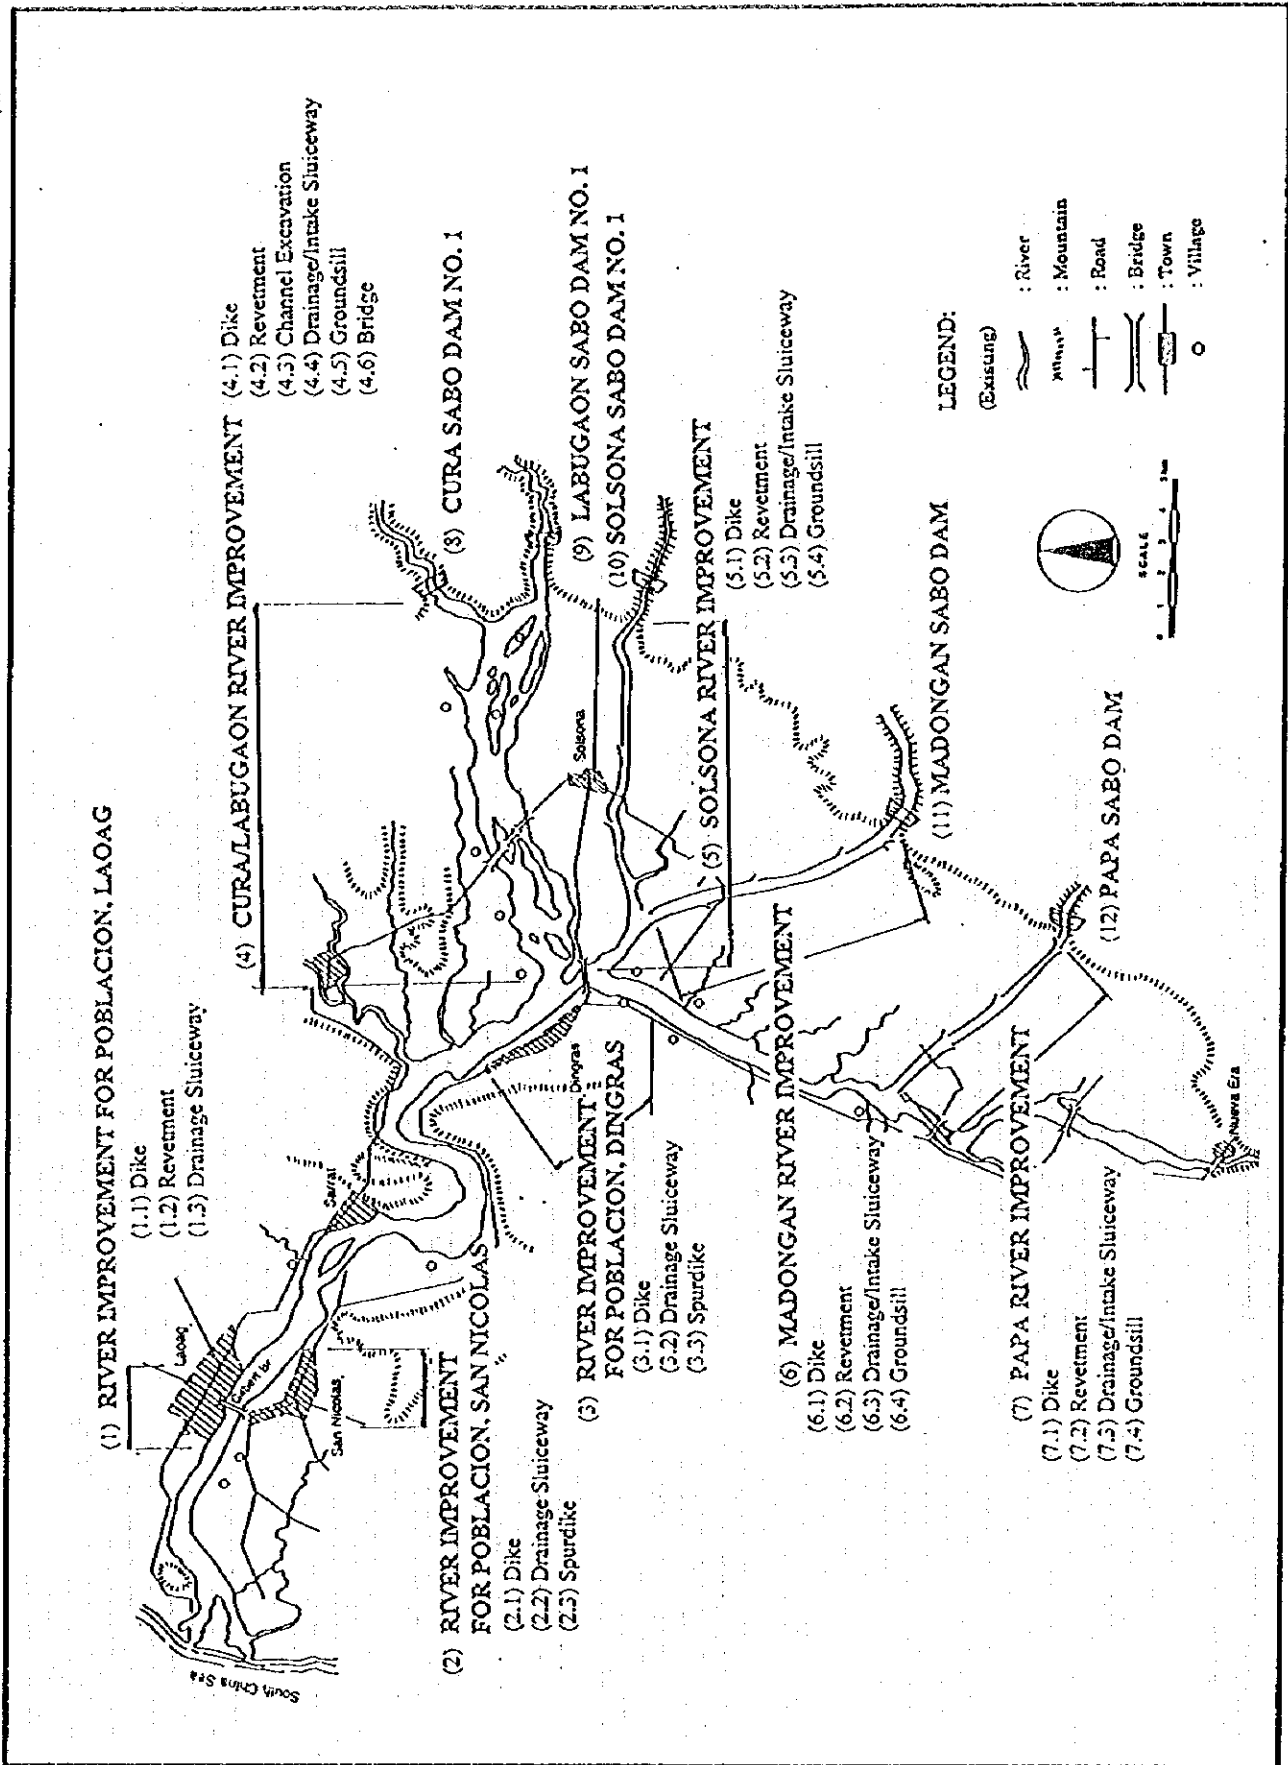 (1) RIVER IMPROVEMENT FOR POBLACION, LAOAG
(1.1) Dike
(1.2) Revetment
(1.3) Drainage Sluiceway
(4) CURA/LABUGAON RIVER IMPROVEMENT
(4.1) Dike
(4.2) Revetment
(4.3) Channel Excavation
(4.4) Drainage/Intake Sluiceway
(4.5) Groundsill
(4.6) Bridge
(8) CURA SABO DAM NO. 1
(9) LABUGAON SABO DAM NO. 1
(10) SOLSONA SABO DAM NO. 1
(5) SOLSONA RIVER IMPROVEMENT
(5.1) Dike
(5.2) Revetment
(5.3) Drainage/Intake Sluiceway
(5.4) Groundsill
South China Sea
Laoag
Gilbert br
San Nicolas
Sarrat
Dingras
Solsona
Nueva Era
(2) RIVER IMPROVEMENT
FOR POBLACION, SAN NICOLAS
(2.1) Dike
(2.2) Drainage Sluiceway
(2.3) Spurdike
(3) RIVER IMPROVEMENT
FOR POBLACION, DINGRAS
(3.1) Dike
(3.2) Drainage Sluiceway
(3.3) Spurdike
(6) MADONGAN RIVER IMPROVEMENT
(6.1) Dike
(6.2) Revetment
(6.3) Drainage/Intake Sluiceway
(6.4) Groundsill
(7) PAPA RIVER IMPROVEMENT
(7.1) Dike
(7.2) Revetment
(7.3) Drainage/Intake Sluiceway
(7.4) Groundsill
(11) MADONGAN SABO DAM
(12) PAPA SABO DAM
SCALE
0 1 2 3 4 5 km
LEGEND:
(Existing)
: River
: Mountain
: Road
: Bridge
: Town
: Village